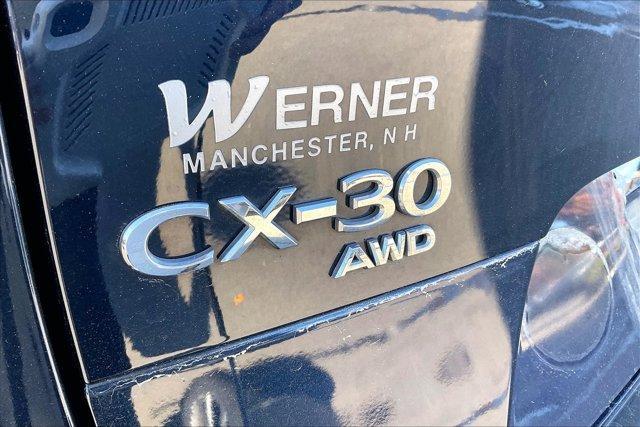 WERNER
MANCHESTER, NH
CX-30
AWD